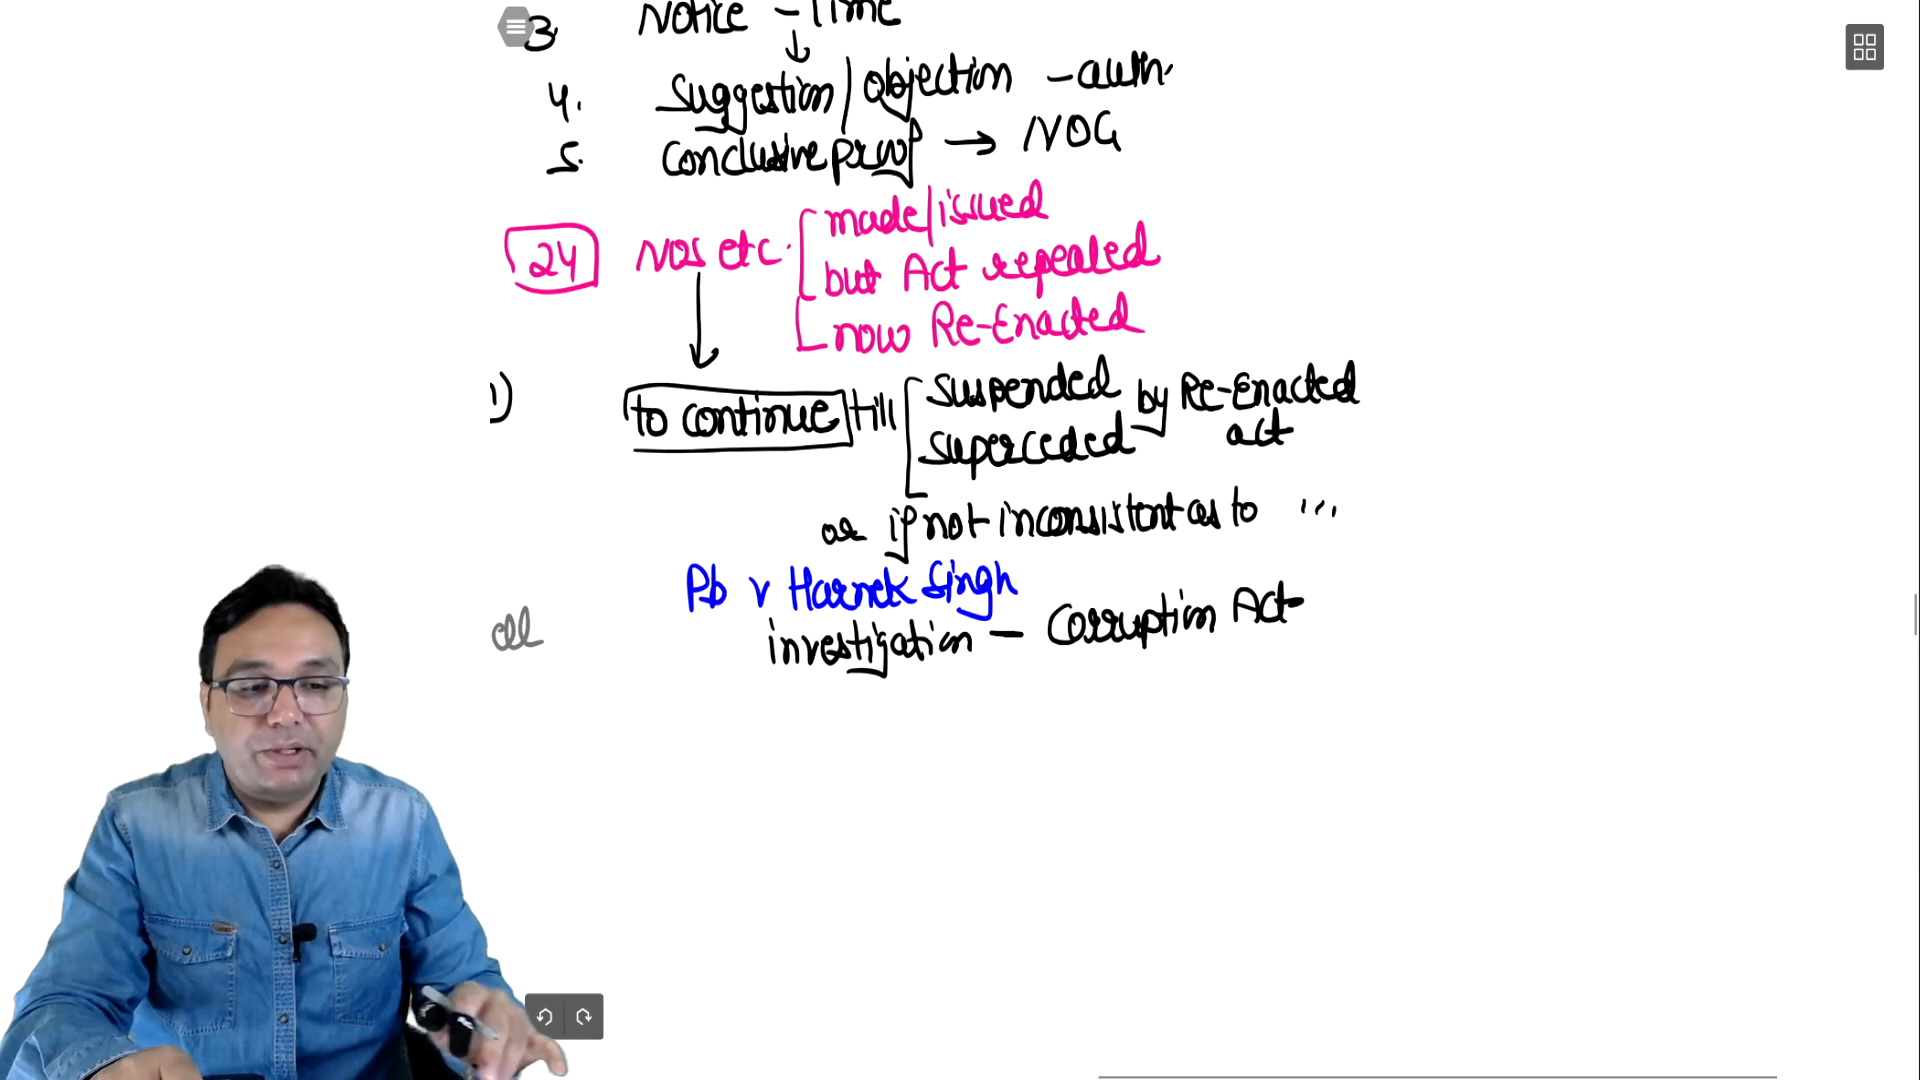 3 Notice - Time
4. Suggestion / objection - auth.
5. Conclusive proof → NOG
24 NOS etc. made/issued
but Act repealed
now Re-Enacted
1) to continue till suspended by Re-Enacted
superceded act
or if not inconsistent as to ...
Pb v Harnek Singh
investigation - Corruption Act